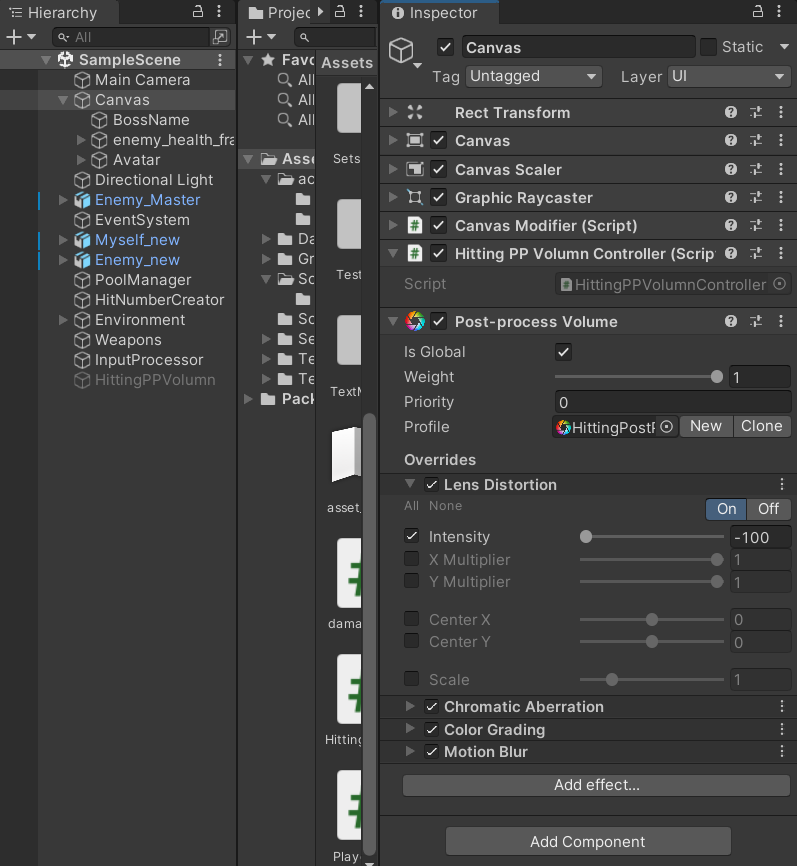 Hierarchy
All
SampleScene
Main Camera
Canvas
BossName
enemy_health_fra
Avatar
Directional Light
Enemy_Master
EventSystem
Myself_new
Enemy_new
PoolManager
HitNumberCreator
Environment
Weapons
InputProcessor
HittingPPVolumn
Projec
Favo
All
All
All
Asse
ac
Da
Gr
Sc
Sc
Se
Te
Te
Pack
Assets
Sets
Test
TextM
asset_
#
dama
#
Hitting
#
Playe
Inspector
Canvas
Static
Tag Untagged Layer UI
Rect Transform
Canvas
Canvas Scaler
Graphic Raycaster
# Canvas Modifier (Script)
# Hitting PP Volumn Controller (Scrip
Script # HittingPPVolumnController
Post-process Volume
Is Global
Weight 1
Priority 0
Profile HittingPostP New Clone
Overrides
Lens Distortion
All None On Off
Intensity -100
X Multiplier 1
Y Multiplier 1
Center X 0
Center Y 0
Scale 1
Chromatic Aberration
Color Grading
Motion Blur
Add effect...
Add Component